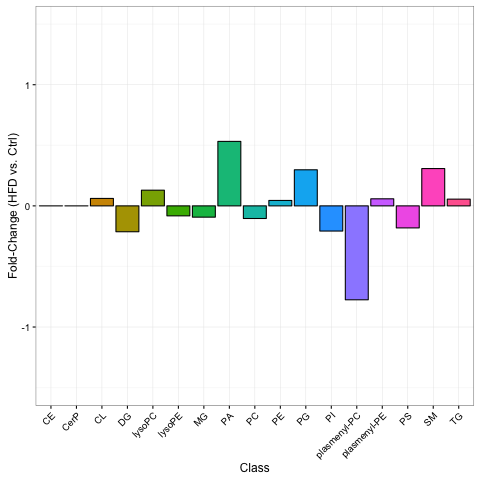 Fold-Change (HFD vs. Ctrl)
1
0
-1
CE
CerP
CL
DG
lysoPC
lysoPE
MG
PA
PC
PE
PG
PI
plasmenyl-PC
plasmenyl-PE
PS
SM
TG
Class